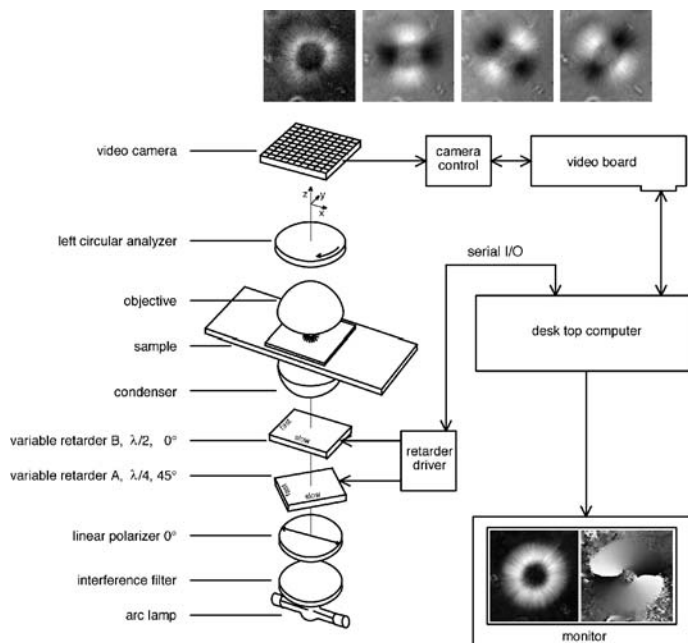 video camera
camera
control
video board
z
y
x
left circular analyzer
serial I/O
objective
desk top computer
sample
condenser
variable retarder B, λ/2, 0°
fast
slow
retarder
driver
variable retarder A, λ/4, 45°
fast
slow
linear polarizer 0°
interference filter
arc lamp
monitor